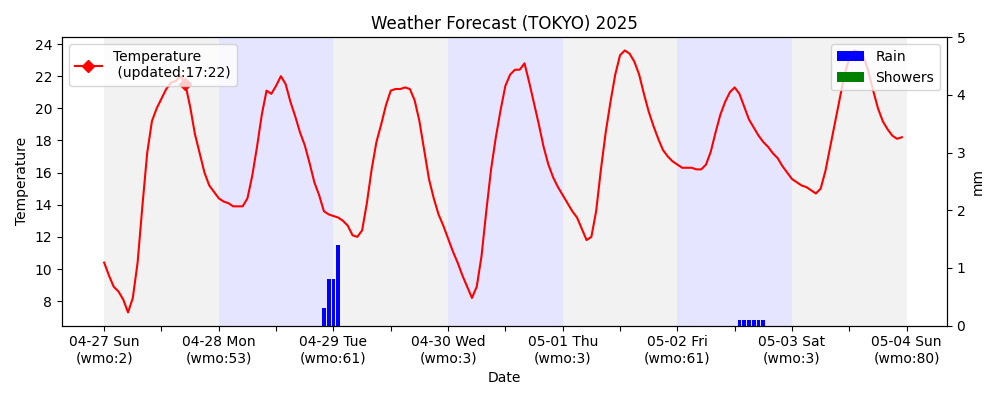 Weather Forecast (TOKYO) 2025
Temperature
(updated:17:22)
Rain
Showers
Temperature
24
22
20
18
16
14
12
10
8
5
4
3
2
1
0
mm
04-27 Sun
(wmo:2)
04-28 Mon
(wmo:53)
04-29 Tue
(wmo:61)
04-30 Wed
(wmo:3)
05-01 Thu
(wmo:3)
05-02 Fri
(wmo:61)
05-03 Sat
(wmo:3)
05-04 Sun
(wmo:80)
Date